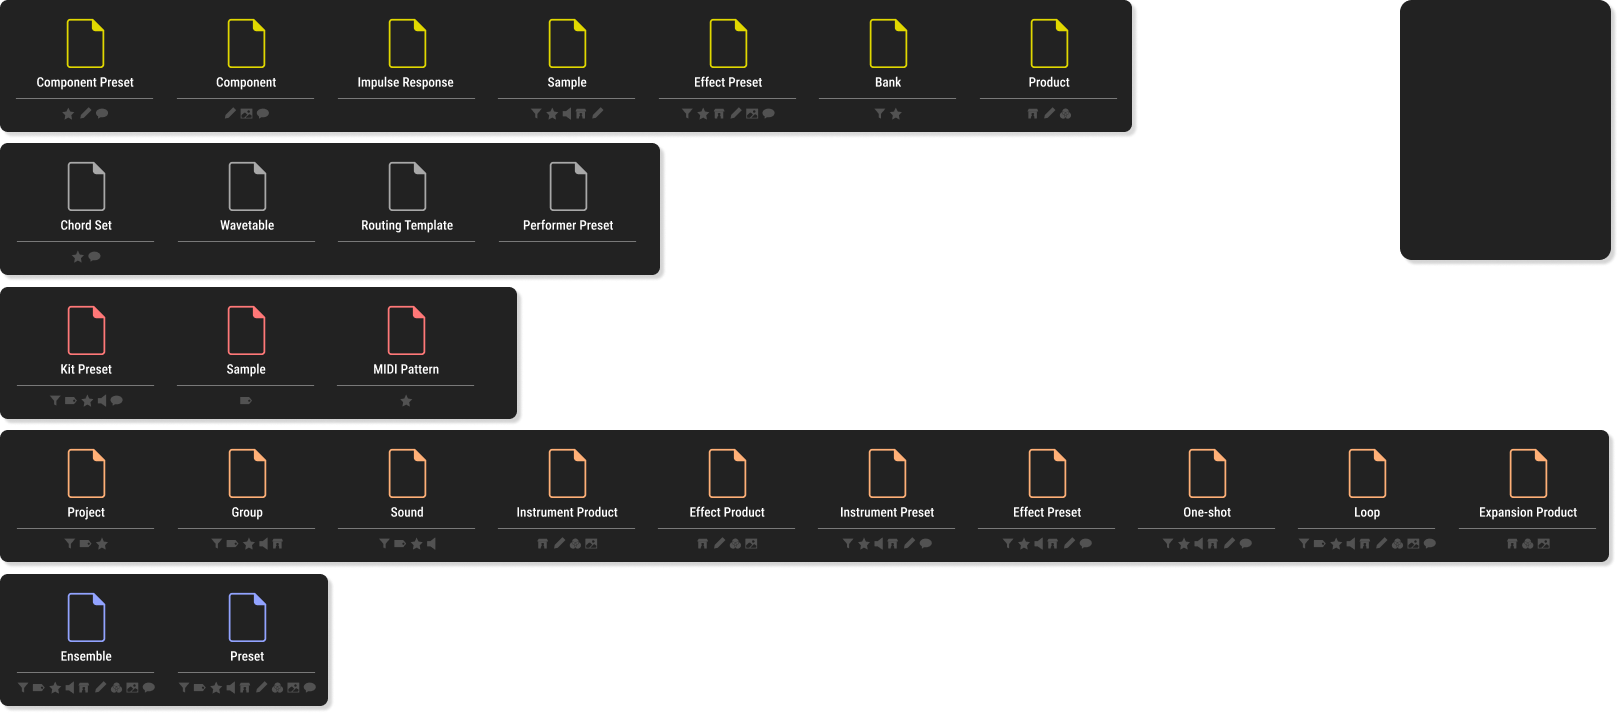 Component Preset
Component
Impulse Response
Sample
Effect Preset
Bank
Product
Chord Set
Wavetable
Routing Template
Performer Preset
Kit Preset
Sample
MIDI Pattern
Project
Group
Sound
Instrument Product
Effect Product
Instrument Preset
Effect Preset
One-shot
Loop
Expansion Product
Ensemble
Preset